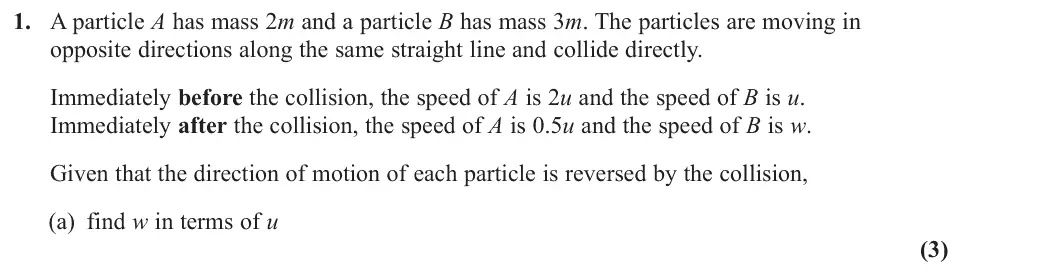 1. A particle A has mass 2m and a particle B has mass 3m. The particles are moving in
opposite directions along the same straight line and collide directly.
Immediately before the collision, the speed of A is 2u and the speed of B is u.
Immediately after the collision, the speed of A is 0.5u and the speed of B is w.
Given that the direction of motion of each particle is reversed by the collision,
(a) find w in terms of u
(3)